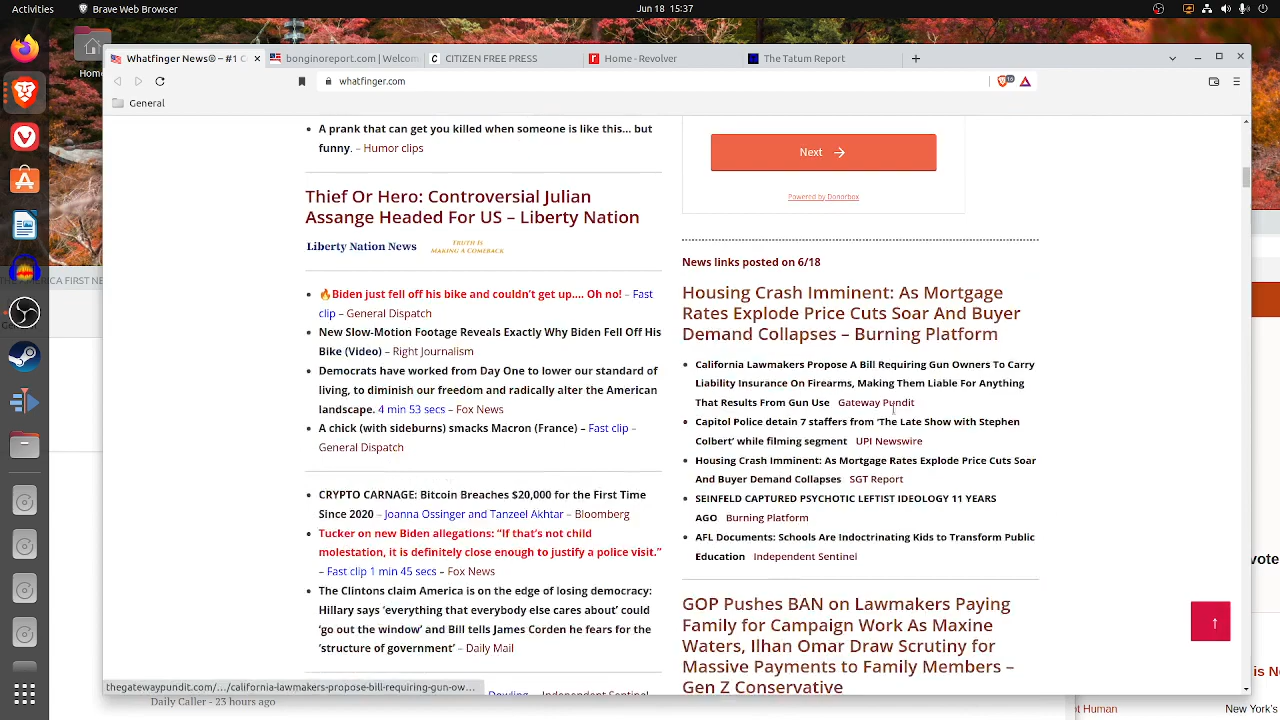 Activities
Brave Web Browser
Jun 18  15:37
Home
Whatfinger News® – #1 C
bonginoreport.com | Welcom
CITIZEN FREE PRESS
Home - Revolver
The Tatum Report
whatfinger.com
16
General
A prank that can get you killed when someone is like this… but
funny. – Humor clips
Thief Or Hero: Controversial Julian
Assange Headed For US – Liberty Nation
Liberty Nation News
TRUTH IS
MAKING A COMEBACK
🔥Biden just fell off his bike and couldn't get up…. Oh no! – Fast
clip – General Dispatch
New Slow-Motion Footage Reveals Exactly Why Biden Fell Off His
Bike (Video) – Right Journalism
Democrats have worked from Day One to lower our standard of
living, to diminish our freedom and radically alter the American
landscape. 4 min 53 secs – Fox News
A chick (with sideburns) smacks Macron (France) – Fast clip –
General Dispatch
CRYPTO CARNAGE: Bitcoin Breaches $20,000 for the First Time
Since 2020 – Joanna Ossinger and Tanzeel Akhtar – Bloomberg
Tucker on new Biden allegations: "If that's not child
molestation, it is definitely close enough to justify a police visit."
– Fast clip 1 min 45 secs – Fox News
The Clintons claim America is on the edge of losing democracy:
Hillary says 'everything that everybody else cares about' could
'go out the window' and Bill tells James Corden he fears for the
'structure of government' – Daily Mail
Dowling – Independent Sentinel
Next
Powered by Donorbox
News links posted on 6/18
Housing Crash Imminent: As Mortgage
Rates Explode Price Cuts Soar And Buyer
Demand Collapses – Burning Platform
California Lawmakers Propose A Bill Requiring Gun Owners To Carry
Liability Insurance On Firearms, Making Them Liable For Anything
That Results From Gun Use  Gateway Pundit
Capitol Police detain 7 staffers from 'The Late Show with Stephen
Colbert' while filming segment  UPI Newswire
Housing Crash Imminent: As Mortgage Rates Explode Price Cuts Soar
And Buyer Demand Collapses  SGT Report
SEINFELD CAPTURED PSYCHOTIC LEFTIST IDEOLOGY 11 YEARS
AGO  Burning Platform
AFL Documents: Schools Are Indoctrinating Kids to Transform Public
Education  Independent Sentinel
GOP Pushes BAN on Lawmakers Paying
Family for Campaign Work As Maxine
Waters, Ilhan Omar Draw Scrutiny for
Massive Payments to Family Members –
Gen Z Conservative
thegatewaypundit.com/…/california-lawmakers-propose-bill-requiring-gun-ow…
Daily Caller - 23 hours ago
ot Human
New York's
is Ne
vote